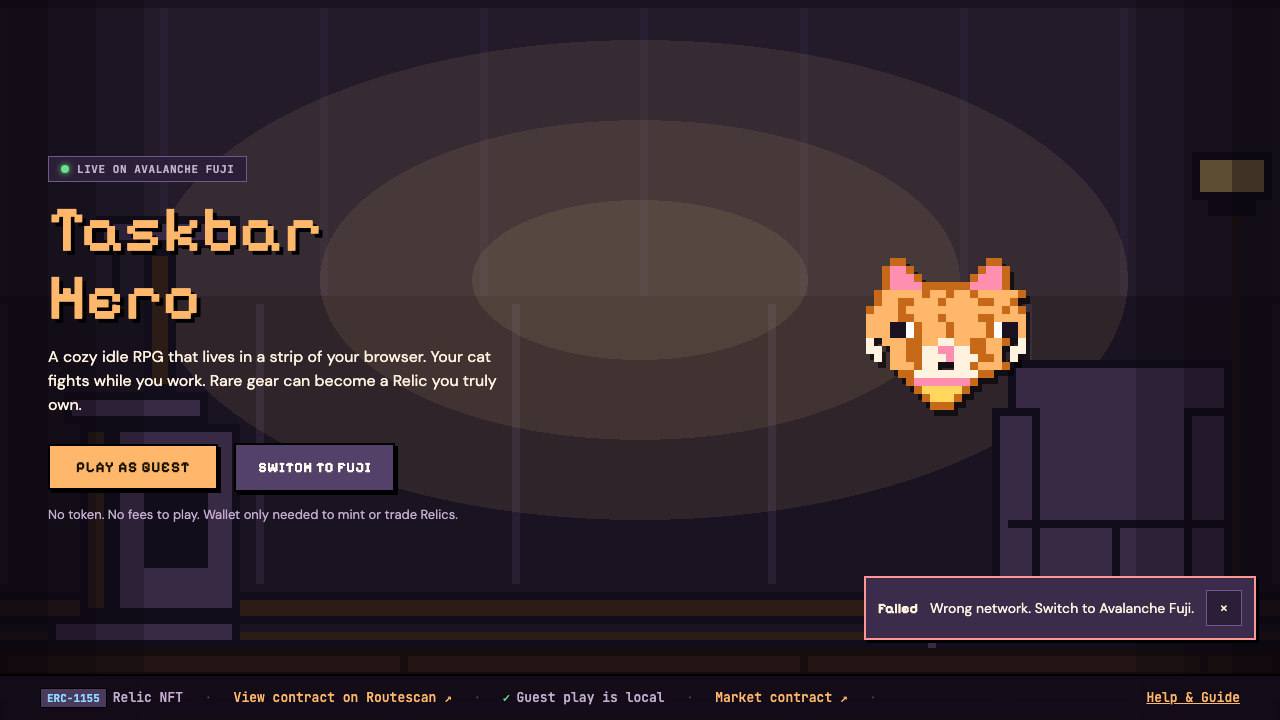 LIVE ON AVALANCHE FUJI
Taskbar
Hero
A cozy idle RPG that lives in a strip of your browser. Your cat
fights while you work. Rare gear can become a Relic you truly
own.
PLAY AS GUEST
SWITCH TO FUJI
No token. No fees to play. Wallet only needed to mint or trade Relics.
Failed Wrong network. Switch to Avalanche Fuji. ×
ERC-1155 Relic NFT · View contract on Routescan ↗ · ✓ Guest play is local · Market contract ↗ · Help & Guide